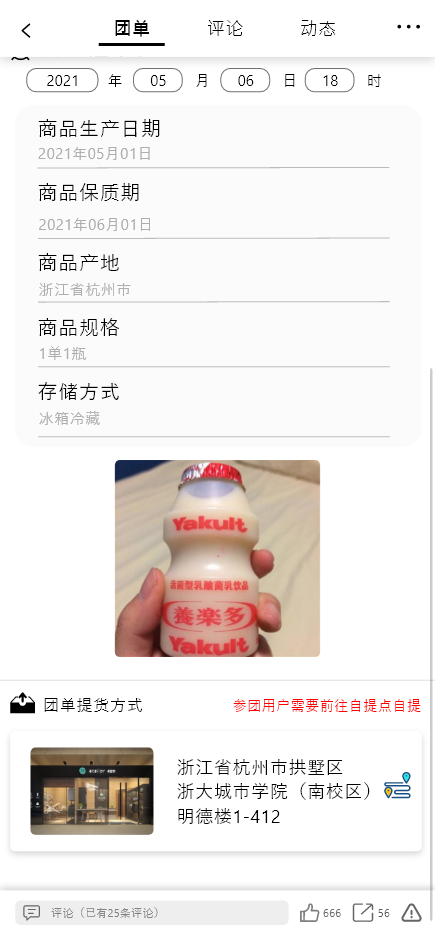 团单 评论 动态
2021 年 05 月 06 日 18 时
商品生产日期
2021年05月01日
商品保质期
2021年06月01日
商品产地
浙江省杭州市
商品规格
1单1瓶
存储方式
冰箱冷藏
Yakult
活菌型乳酸菌乳饮品
養楽多
Yakult
团单提货方式 参团用户需要前往自提点自提
浙江省杭州市拱墅区
浙大城市学院（南校区）
明德楼1-412
评论（已有25条评论） 666 56